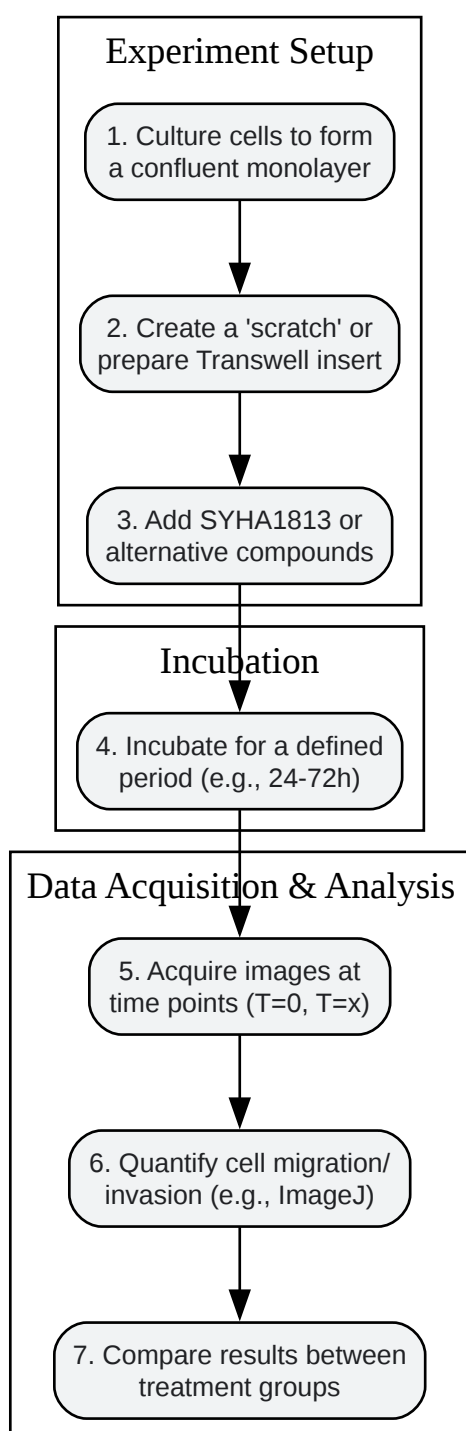 Experiment Setup
1. Culture cells to form
a confluent monolayer
2. Create a 'scratch' or
prepare Transwell insert
3. Add SYHA1813 or
alternative compounds
Incubation
4. Incubate for a defined
period (e.g., 24-72h)
Data Acquisition & Analysis
5. Acquire images at
time points (T=0, T=x)
6. Quantify cell migration/
invasion (e.g., ImageJ)
7. Compare results between
treatment groups